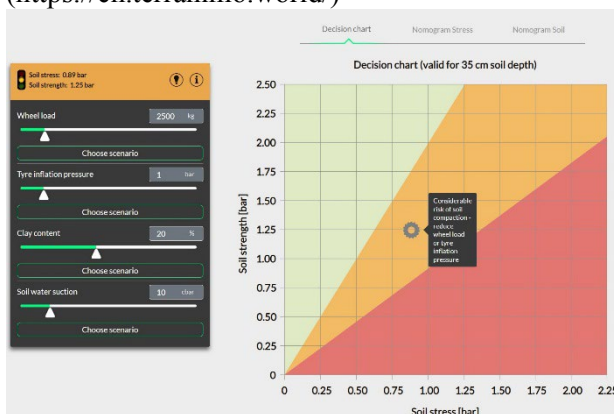 (https://en.terranimo.world/)
Decision chart
Nomogram Stress
Nomogram Soil
Soil stress: 0.89 bar
Soil strength: 1.25 bar
Wheel load
2500 kg
Choose scenario
Tyre inflation pressure
1 bar
Choose scenario
Clay content
20 %
Choose scenario
Soil water suction
10 cbar
Choose scenario
Decision chart (valid for 35 cm soil depth)
Soil strength [bar]
2.50
2.25
2.00
1.75
1.50
1.25
1.00
0.75
0.50
0.25
0
Considerable
risk of soil
compaction -
reduce
wheel load
or tyre
inflation
pressure
0 0.25 0.50 0.75 1.00 1.25 1.50 1.75 2.00 2.25
Soil stress [bar]